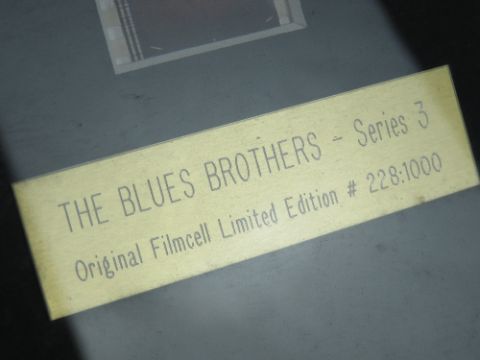 THE BLUES BROTHERS - Series 3
Original Filmcell Limited Edition # 228:1000